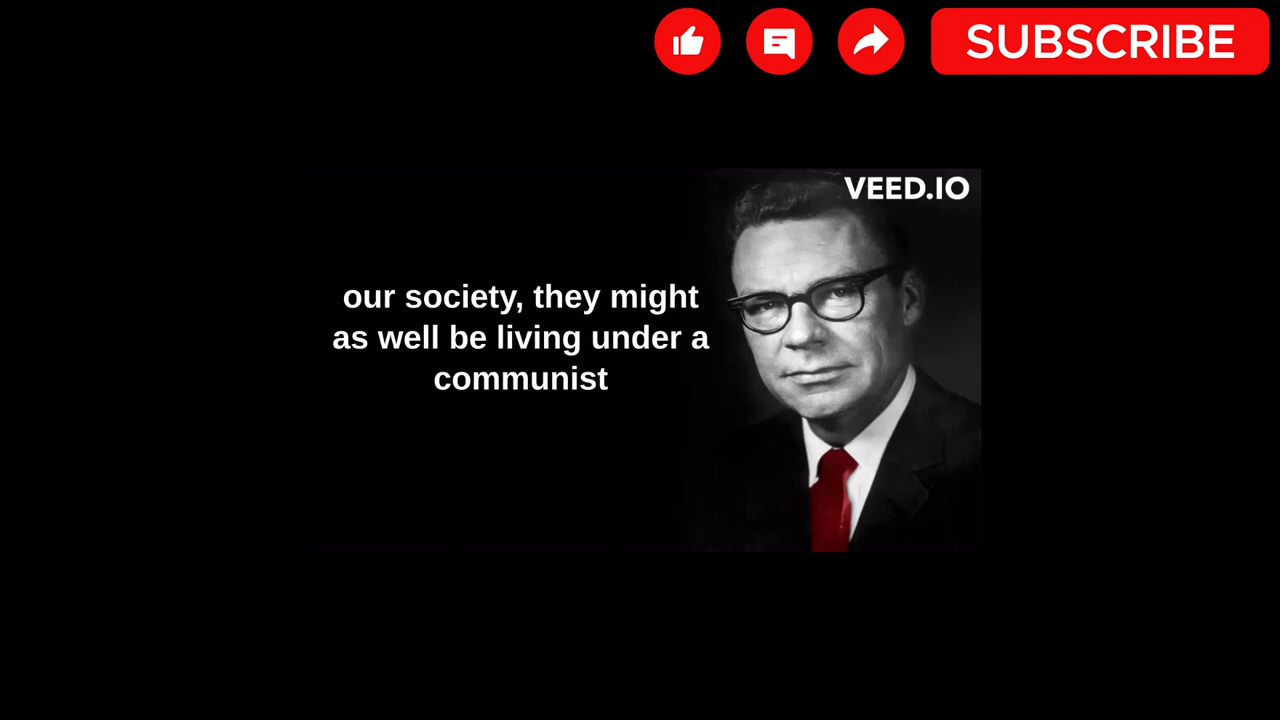 SUBSCRIBE
VEED.IO
our society, they might
as well be living under a
communist